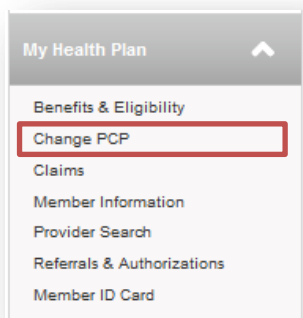 My Health Plan
Benefits & Eligibility
Change PCP
Claims
Member Information
Provider Search
Referrals & Authorizations
Member ID Card